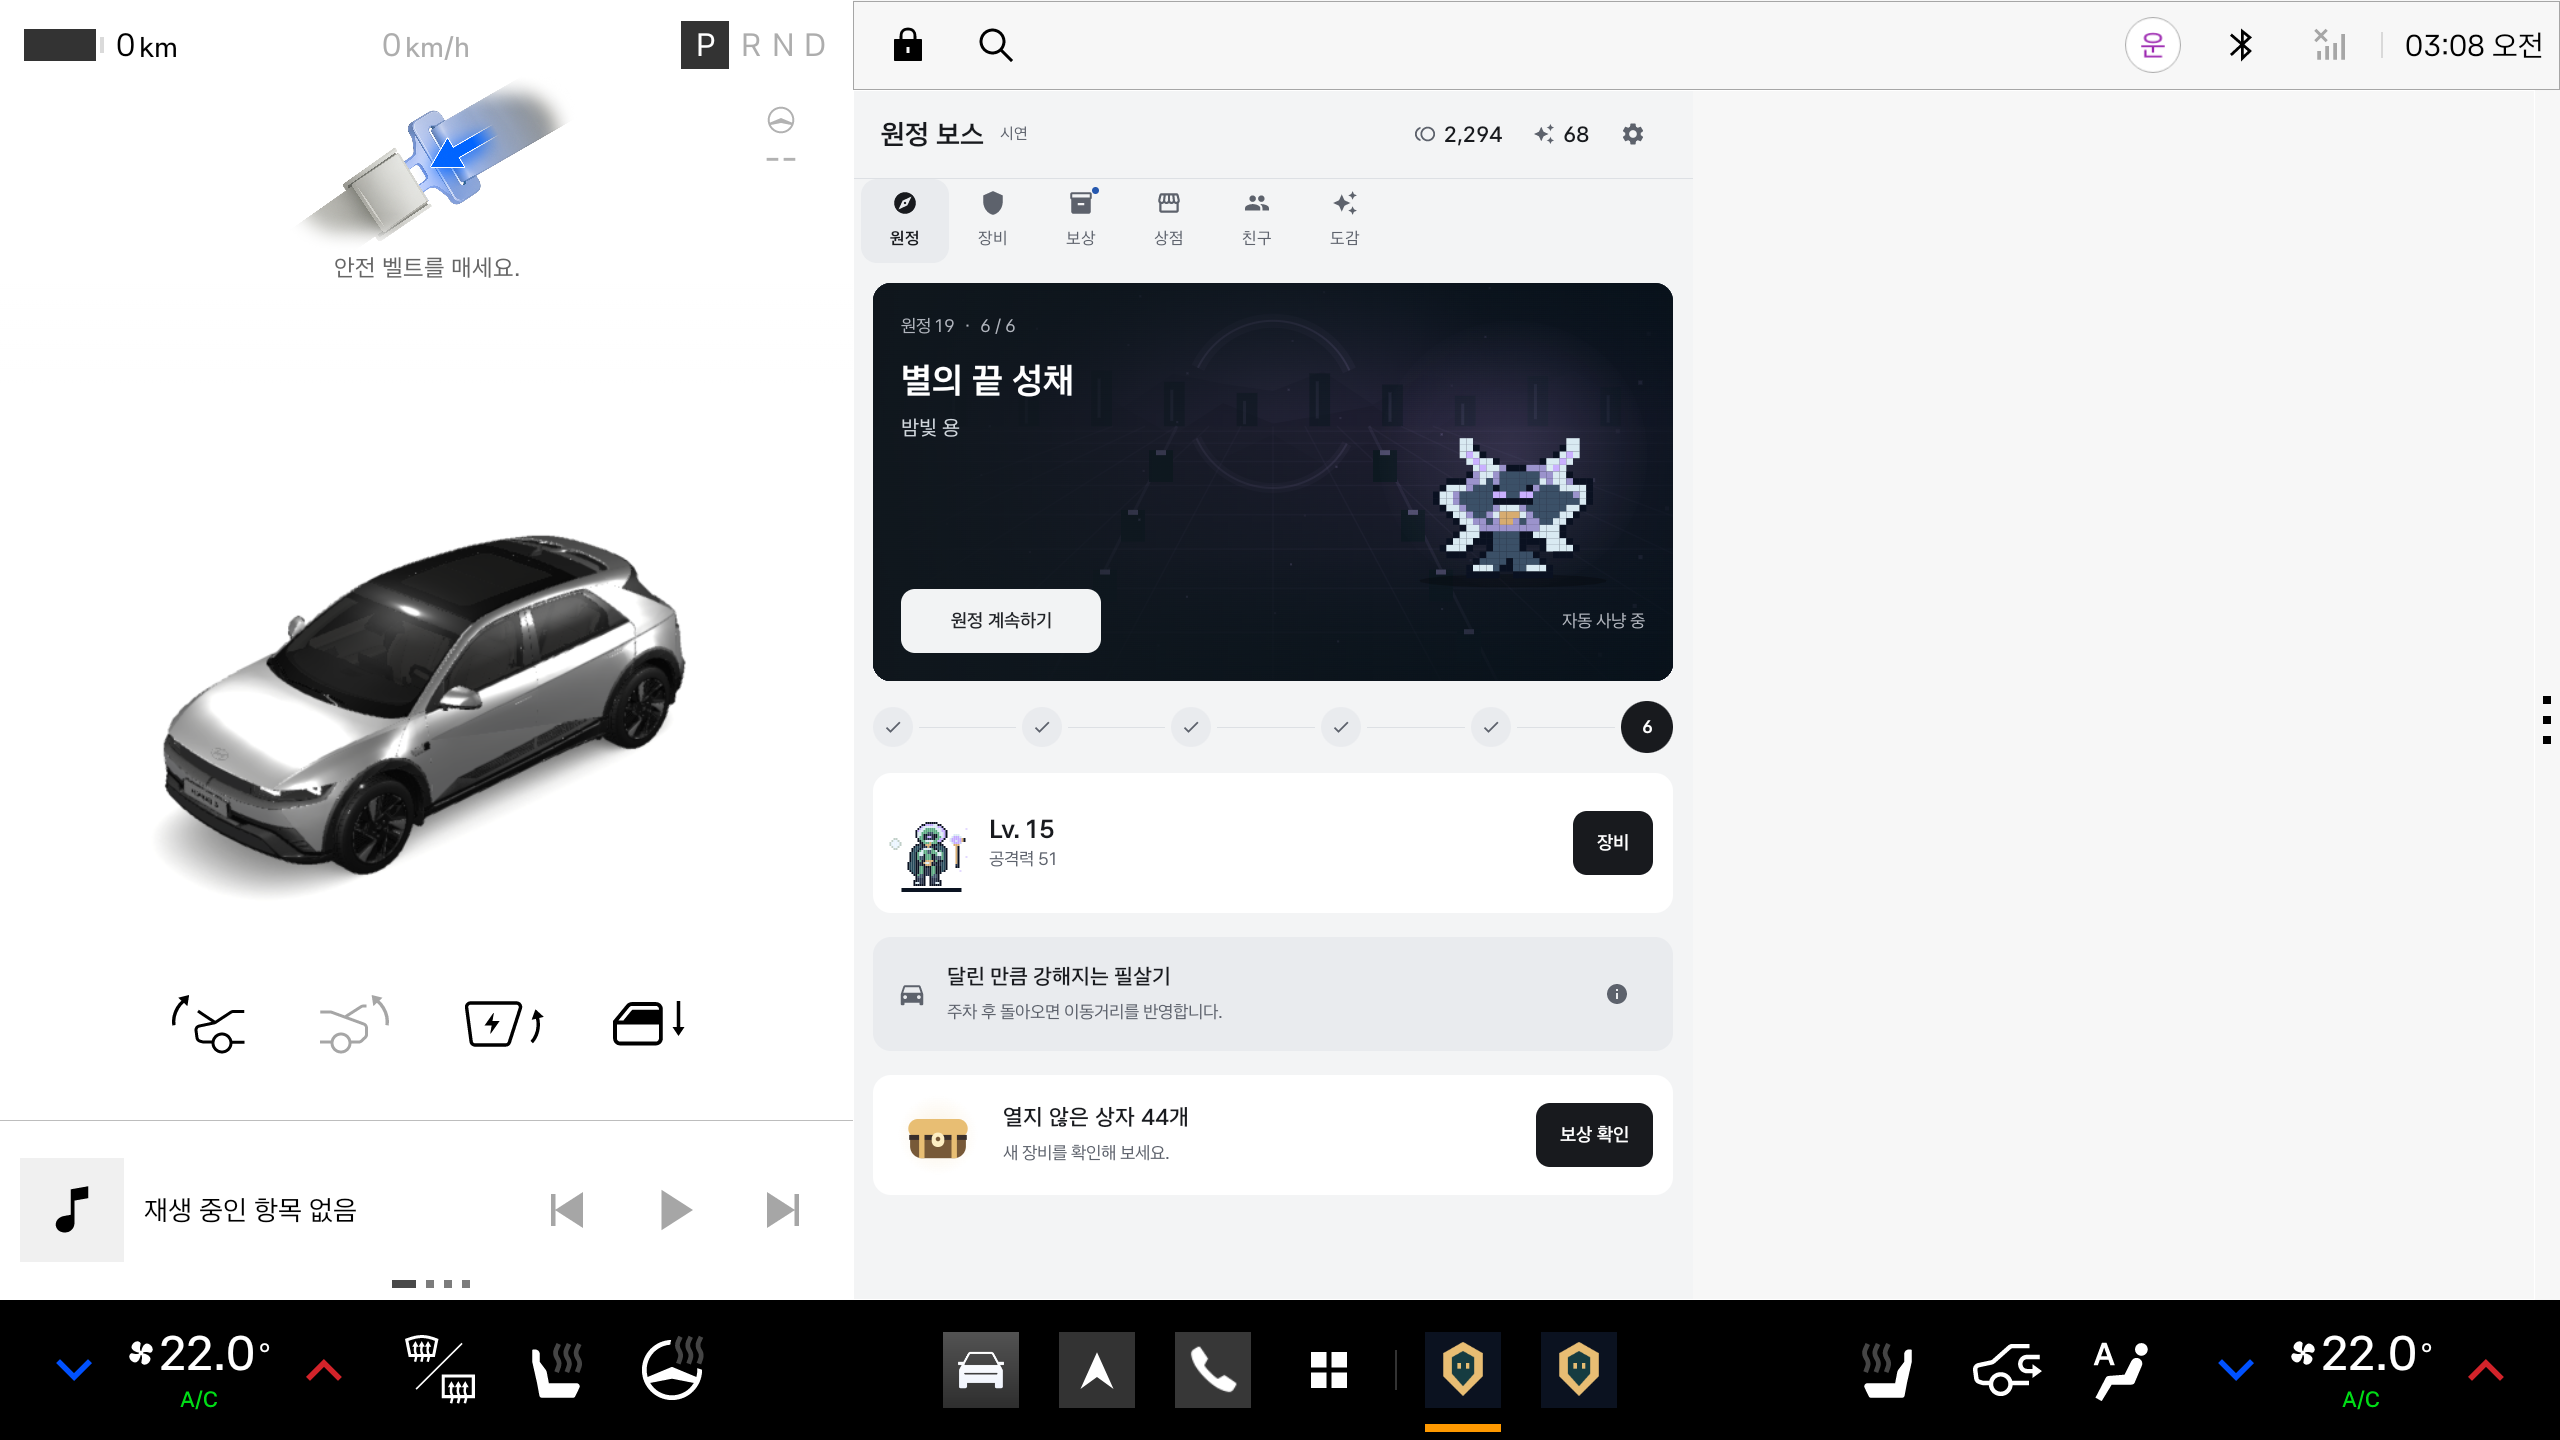 0 km
0 km/h
P R N D
안전 벨트를 매세요.
재생 중인 항목 없음
운
03:08 오전
원정 보스 시연
2,294
68
원정
장비
보상
상점
친구
도감
원정 19 · 6 / 6
별의 끝 성채
밤빛 용
원정 계속하기
자동 사냥 중
6
Lv. 15
공격력 51
장비
달린 만큼 강해지는 필살기
주차 후 돌아오면 이동거리를 반영합니다.
열지 않은 상자 44개
새 장비를 확인해 보세요.
보상 확인
22.0°
A/C
A
22.0°
A/C